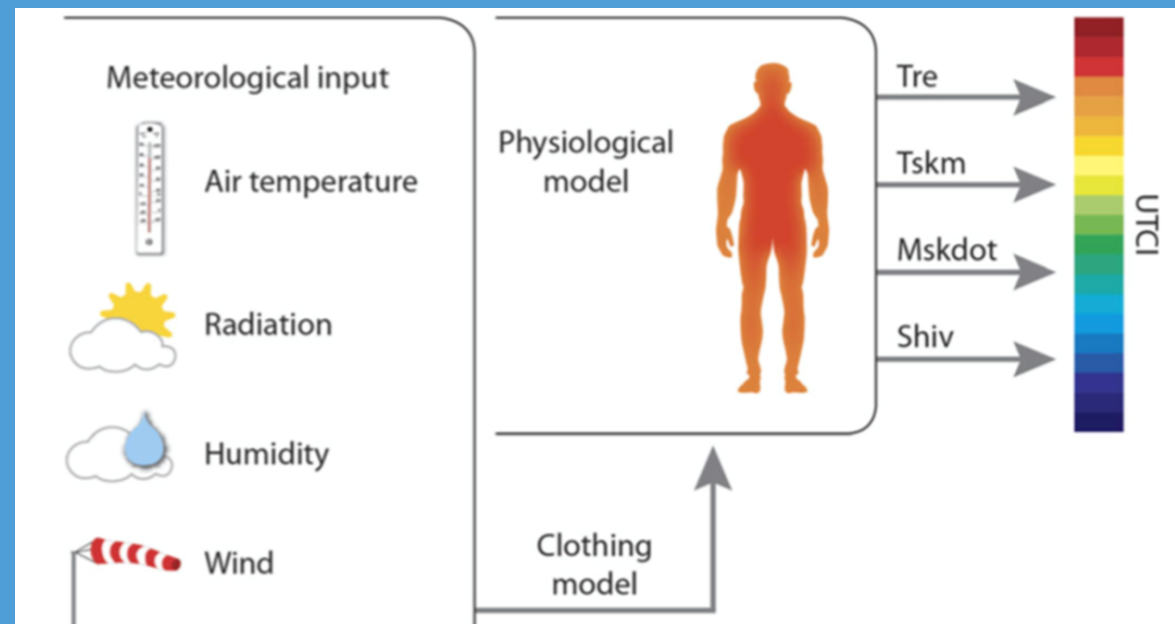 Meteorological input
Air temperature
Radiation
Humidity
Wind
Physiological
model
Clothing
model
Tre
Tskm
Mskdot
Shiv
UTCI